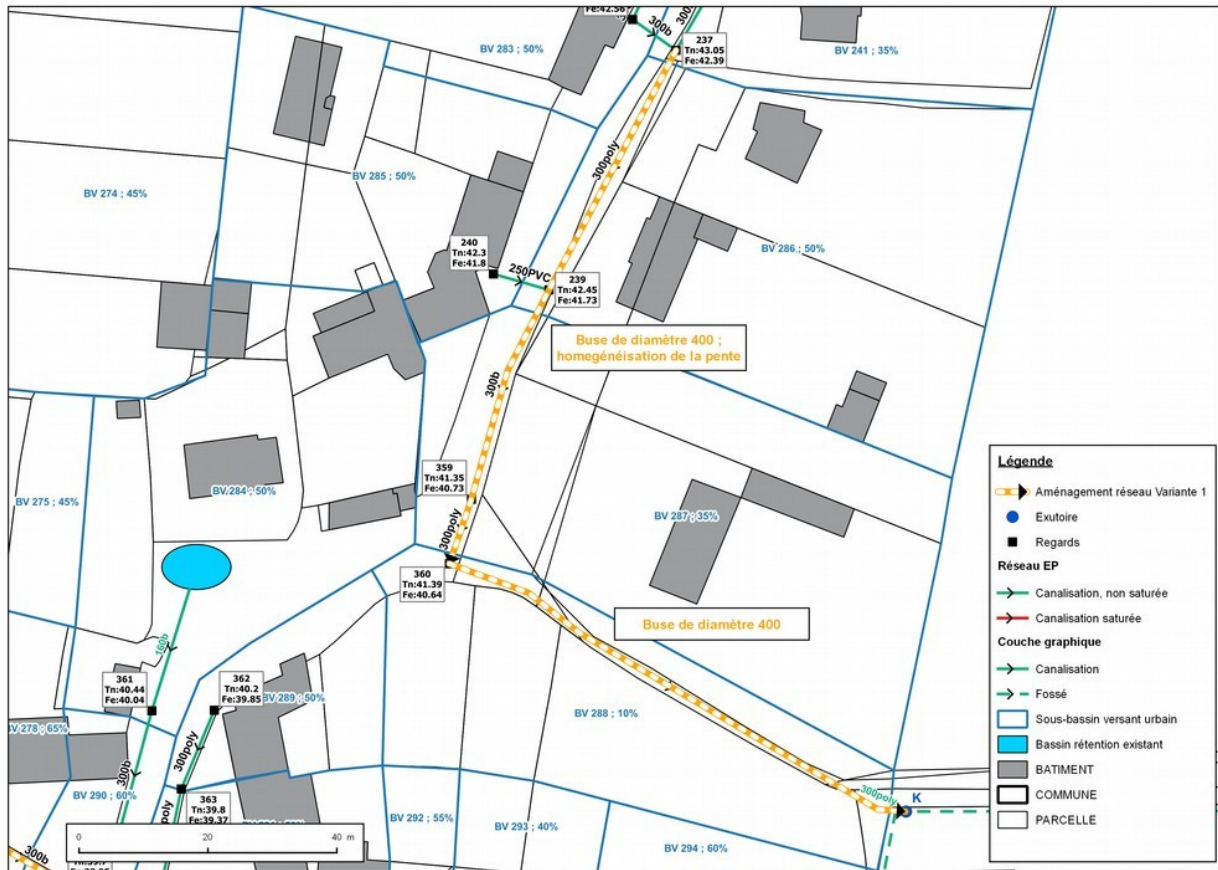 Fe:42.56
300b
300
237
Tn:43.05
Fe:42.39
BV 283 ; 50%
BV 241 ; 35%
300poly
BV 274 ; 45%
BV 285 ; 50%
BV 286 ; 50%
240
Tn:42.3
Fe:41.8
250PVC
239
Tn:42.45
Fe:41.73
Buse de diamètre 400 ;
homegénéisation de la pente
300b
359
Tn:41.35
Fe:40.73
BV 275 ; 45%
BV 284 ; 50%
BV 287 ; 35%
300poly
360
Tn:41.39
Fe:40.64
Buse de diamètre 400
160b
361
Tn:40.44
Fe:40.04
362
Tn:40.2
Fe:39.85
BV 289 ; 50%
BV 288 ; 10%
BV 278 ; 65%
300poly
300b
BV 290 ; 60%
363
Tn:39.8
Fe:39.37
BV 292 ; 55%
BV 293 ; 40%
BV 294 ; 60%
300poly
K
0 20 40 m
300b
Légende
Aménagement réseau Variante 1
Exutoire
Regards
Réseau EP
Canalisation, non saturée
Canalisation saturée
Couche graphique
Canalisation
Fossé
Sous-bassin versant urbain
Bassin rétention existant
BATIMENT
COMMUNE
PARCELLE